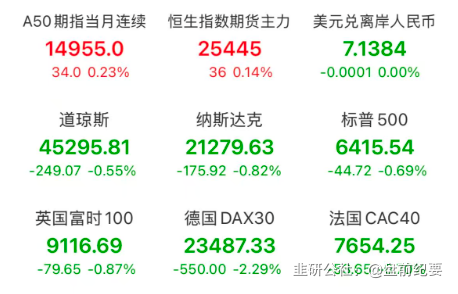 A50期指当月连续 恒生指数期货主力 美元兑离岸人民币
14955.0 25445 7.1384
34.0 0.23% 36 0.14% -0.0001 0.00%
道琼斯 纳斯达克 标普500
45295.81 21279.63 6415.54
-249.07 -0.55% -175.92 -0.82% -44.72 -0.69%
英国富时100 德国DAX30 法国CAC40
9116.69 23487.33 7654.25
-79.65 -0.87% -550.00 -2.29%
@盘前纪要